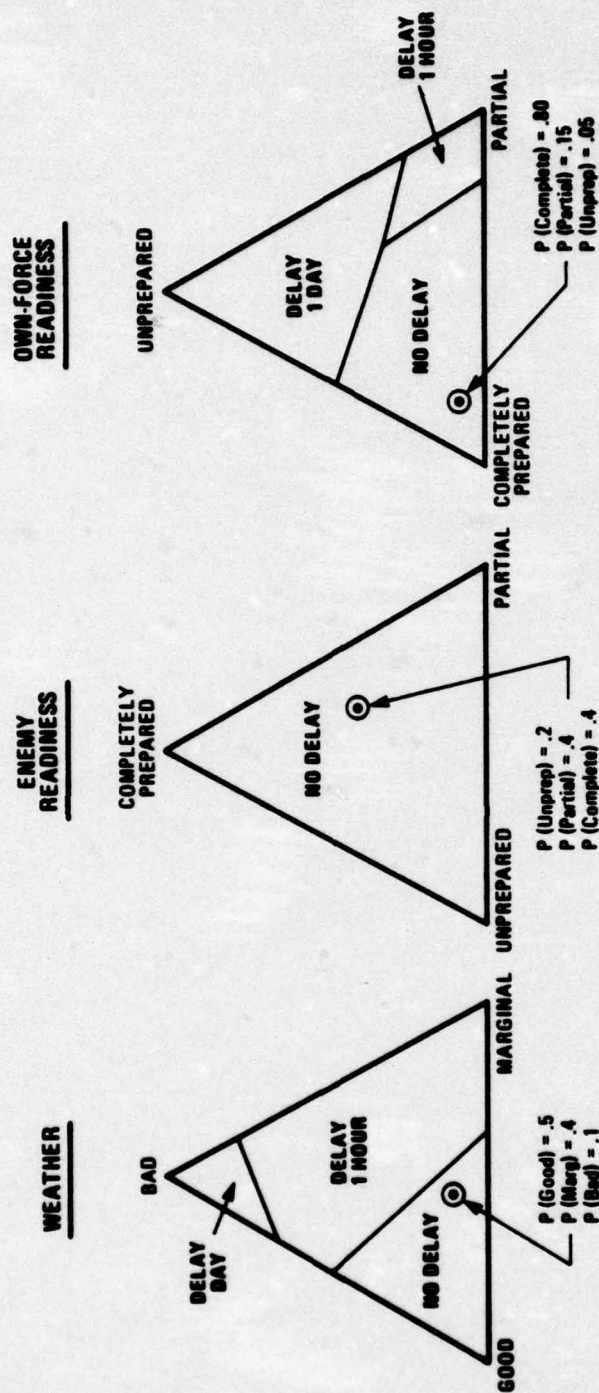 WEATHER
BAD
DELAY
DAY
DELAY
1 HOUR
NO DELAY
GOOD
MARGINAL
P (Good) = .5
P (Marg) = .4
P (Bad) = .1
ENEMY
READINESS
COMPLETELY
PREPARED
NO DELAY
UNPREPARED
PARTIAL
P (Unprep) = .2
P (Partial) = .4
P (Complete) = .4
OWN-FORCE
READINESS
UNPREPARED
DELAY
1 DAY
DELAY
1 HOUR
NO DELAY
COMPLETELY
PREPARED
PARTIAL
P (Complete) = .80
P (Partial) = .15
P (Unprep) = .05